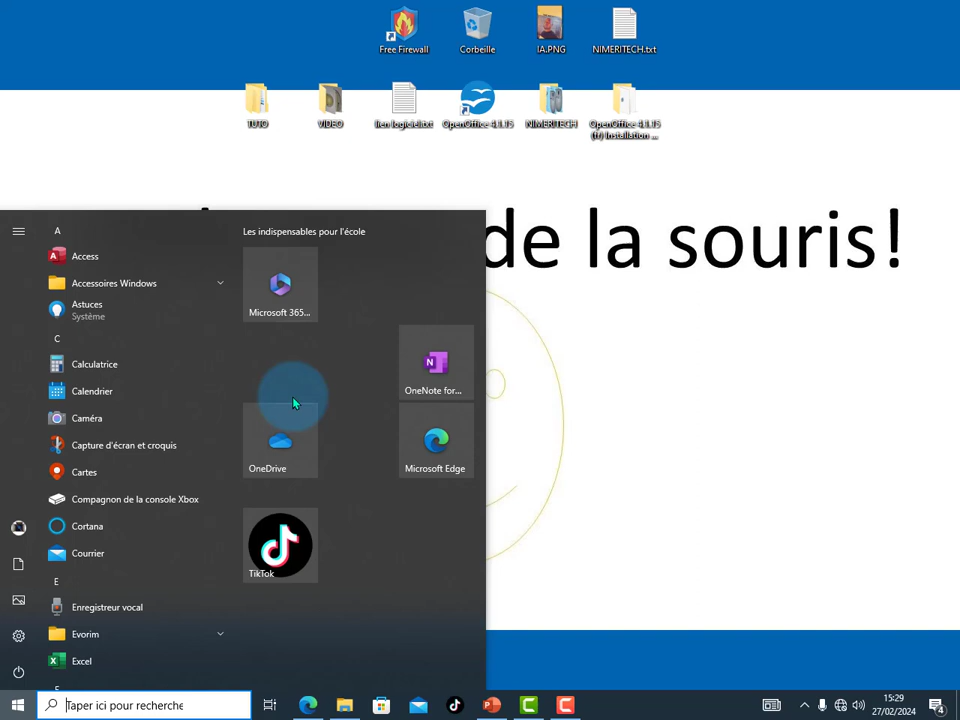 Free Firewall
Corbeille
IA.PNG
NIMERITECH.txt
TUTO
VIDEO
lien logiciel.txt
OpenOffice 4.1.15
NIMERITECH
OpenOffice 4.1.15
(fr) Installation ...
de la souris!
A
Access
Accessoires Windows
Astuces
Système
C
Calculatrice
Calendrier
Caméra
Capture d'écran et croquis
Cartes
Compagnon de la console Xbox
Cortana
Courrier
E
Enregistreur vocal
Evorim
Excel
Les indispensables pour l'école
Microsoft 365...
OneNote for...
OneDrive
Microsoft Edge
TikTok
Taper ici pour recherche
15:29
27/02/2024
4